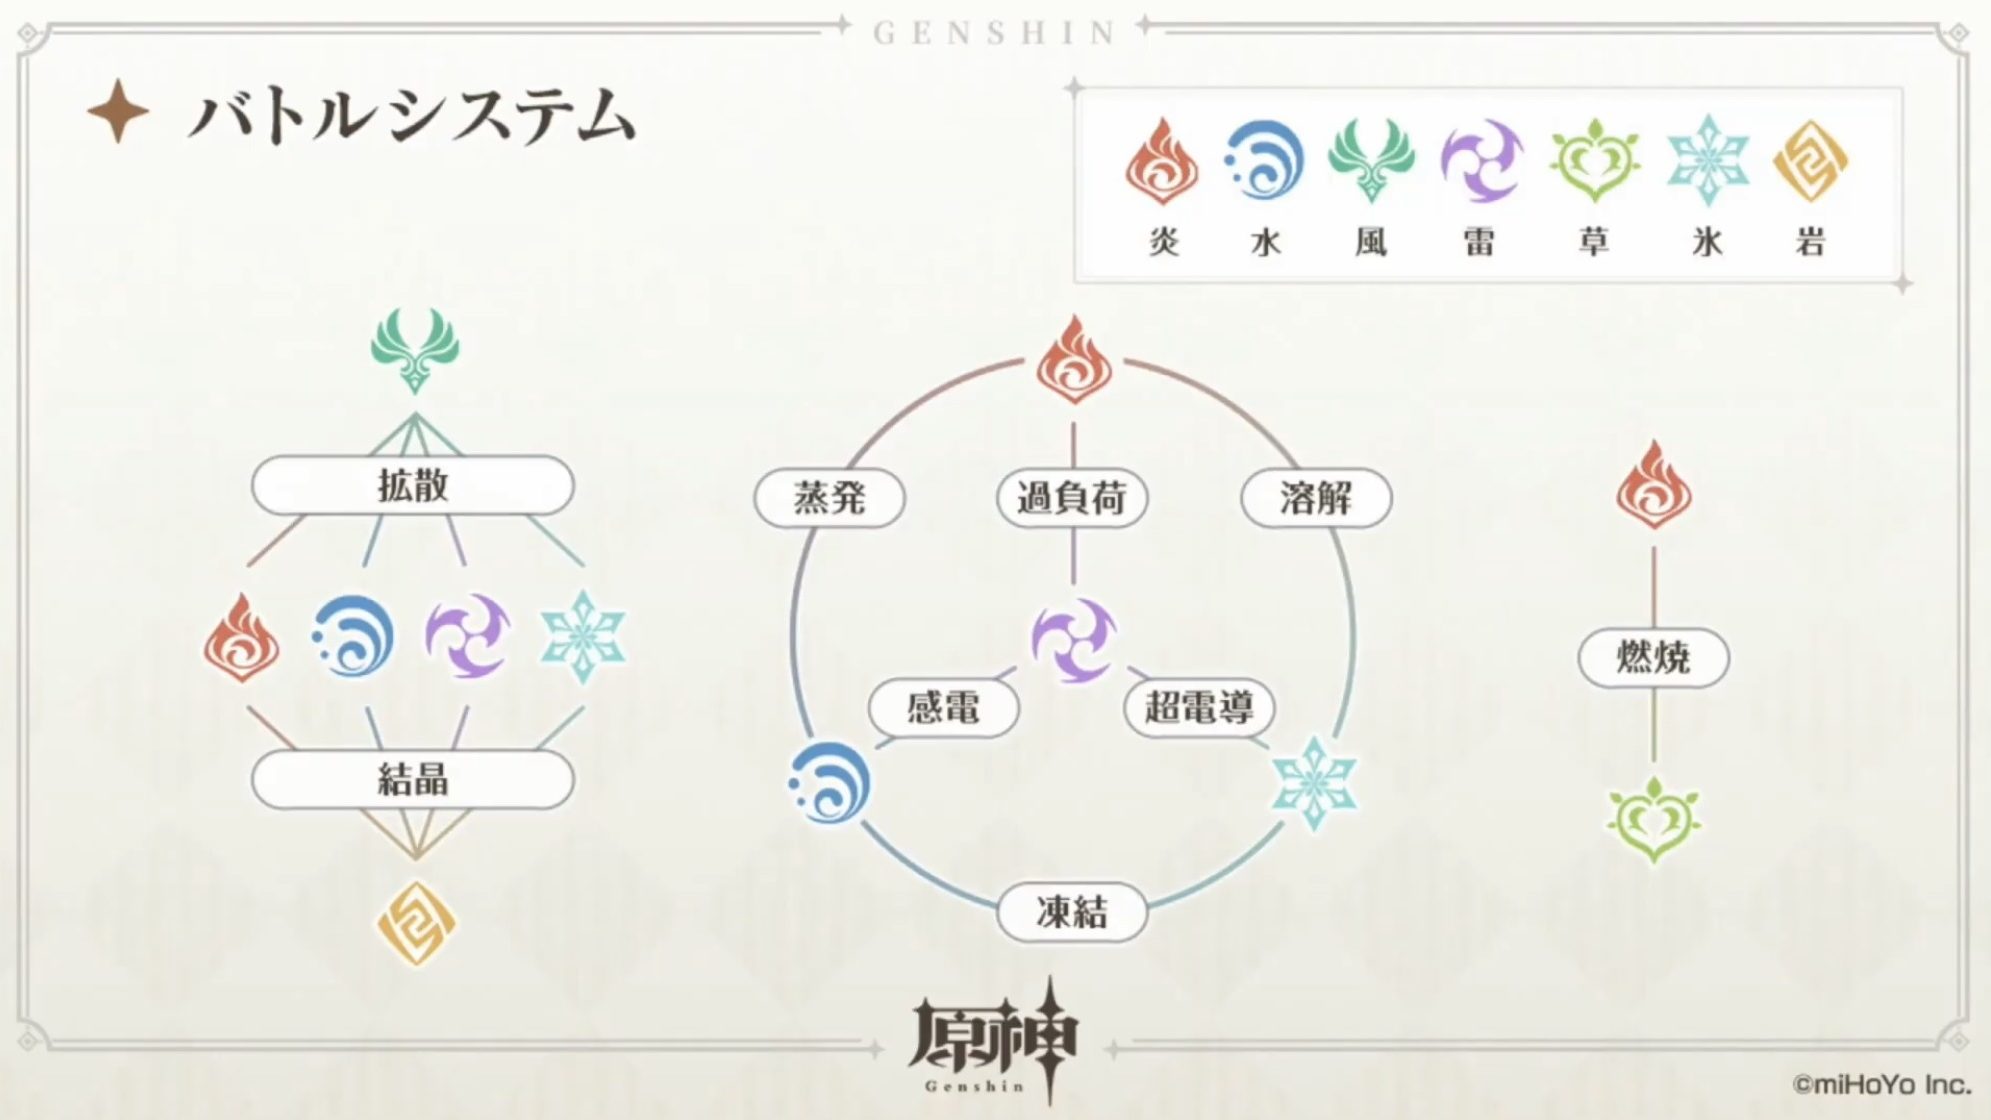 GENSHIN
バトルシステム
炎 水 風 雷 草 氷 岩
拡散
結晶
蒸発 過負荷 溶解
感電 超電導
凍結
燃焼
原神
Genshin
©miHoYo Inc.